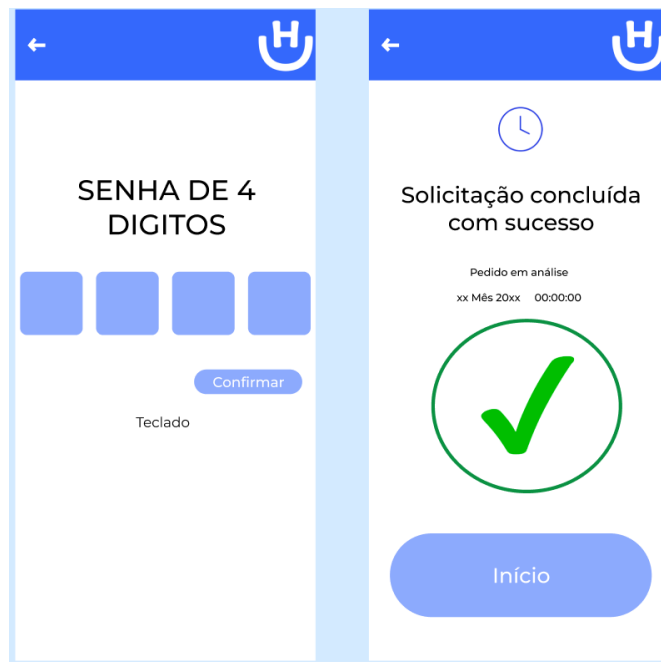 H
SENHA DE 4
DIGITOS
Confirmar
Teclado
H
Solicitação concluída
com sucesso
Pedido em análise
xx Mês 20xx 00:00:00
Início